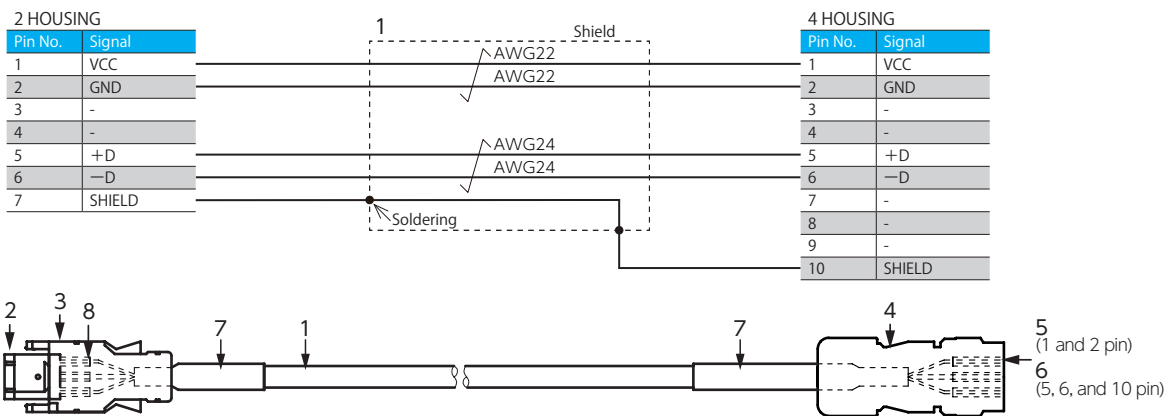 2 HOUSING
Pin No. Signal
1 VCC
2 GND
3 -
4 -
5 +D
6 −D
7 SHIELD
1
Shield
AWG22
AWG22
AWG24
AWG24
Soldering
4 HOUSING
Pin No. Signal
1 VCC
2 GND
3 -
4 -
5 +D
6 −D
7 -
8 -
9 -
10 SHIELD
2
3
8
7
1
7
4
5
(1 and 2 pin)
6
(5, 6, and 10 pin)